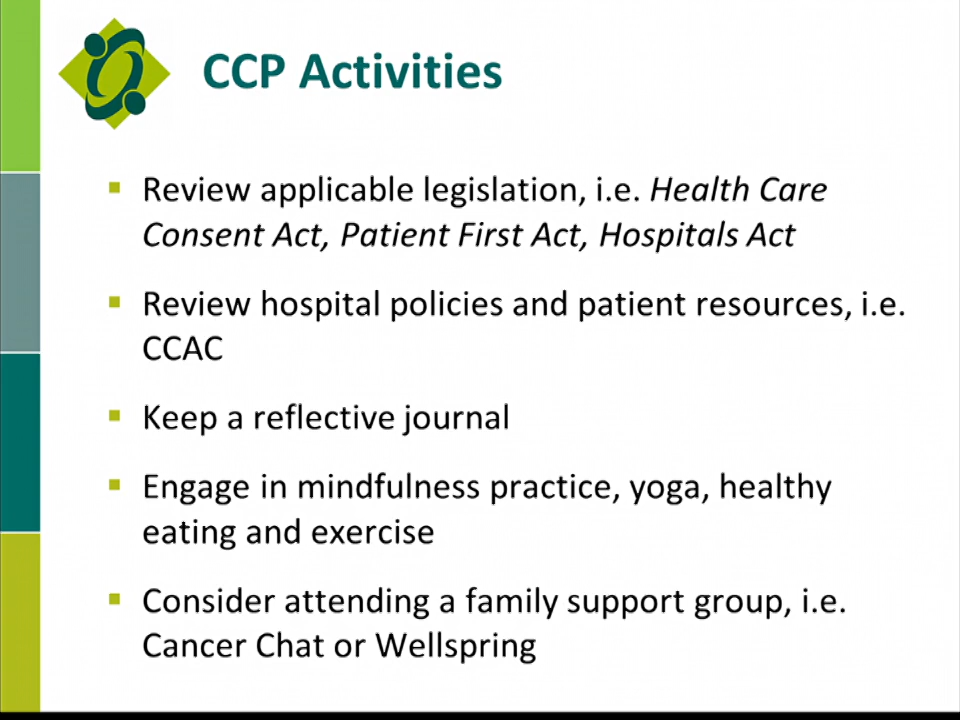 CCP Activities
Review applicable legislation, i.e. Health Care
Consent Act, Patient First Act, Hospitals Act
Review hospital policies and patient resources, i.e.
CCAC
Keep a reflective journal
Engage in mindfulness practice, yoga, healthy
eating and exercise
Consider attending a family support group, i.e.
Cancer Chat or Wellspring